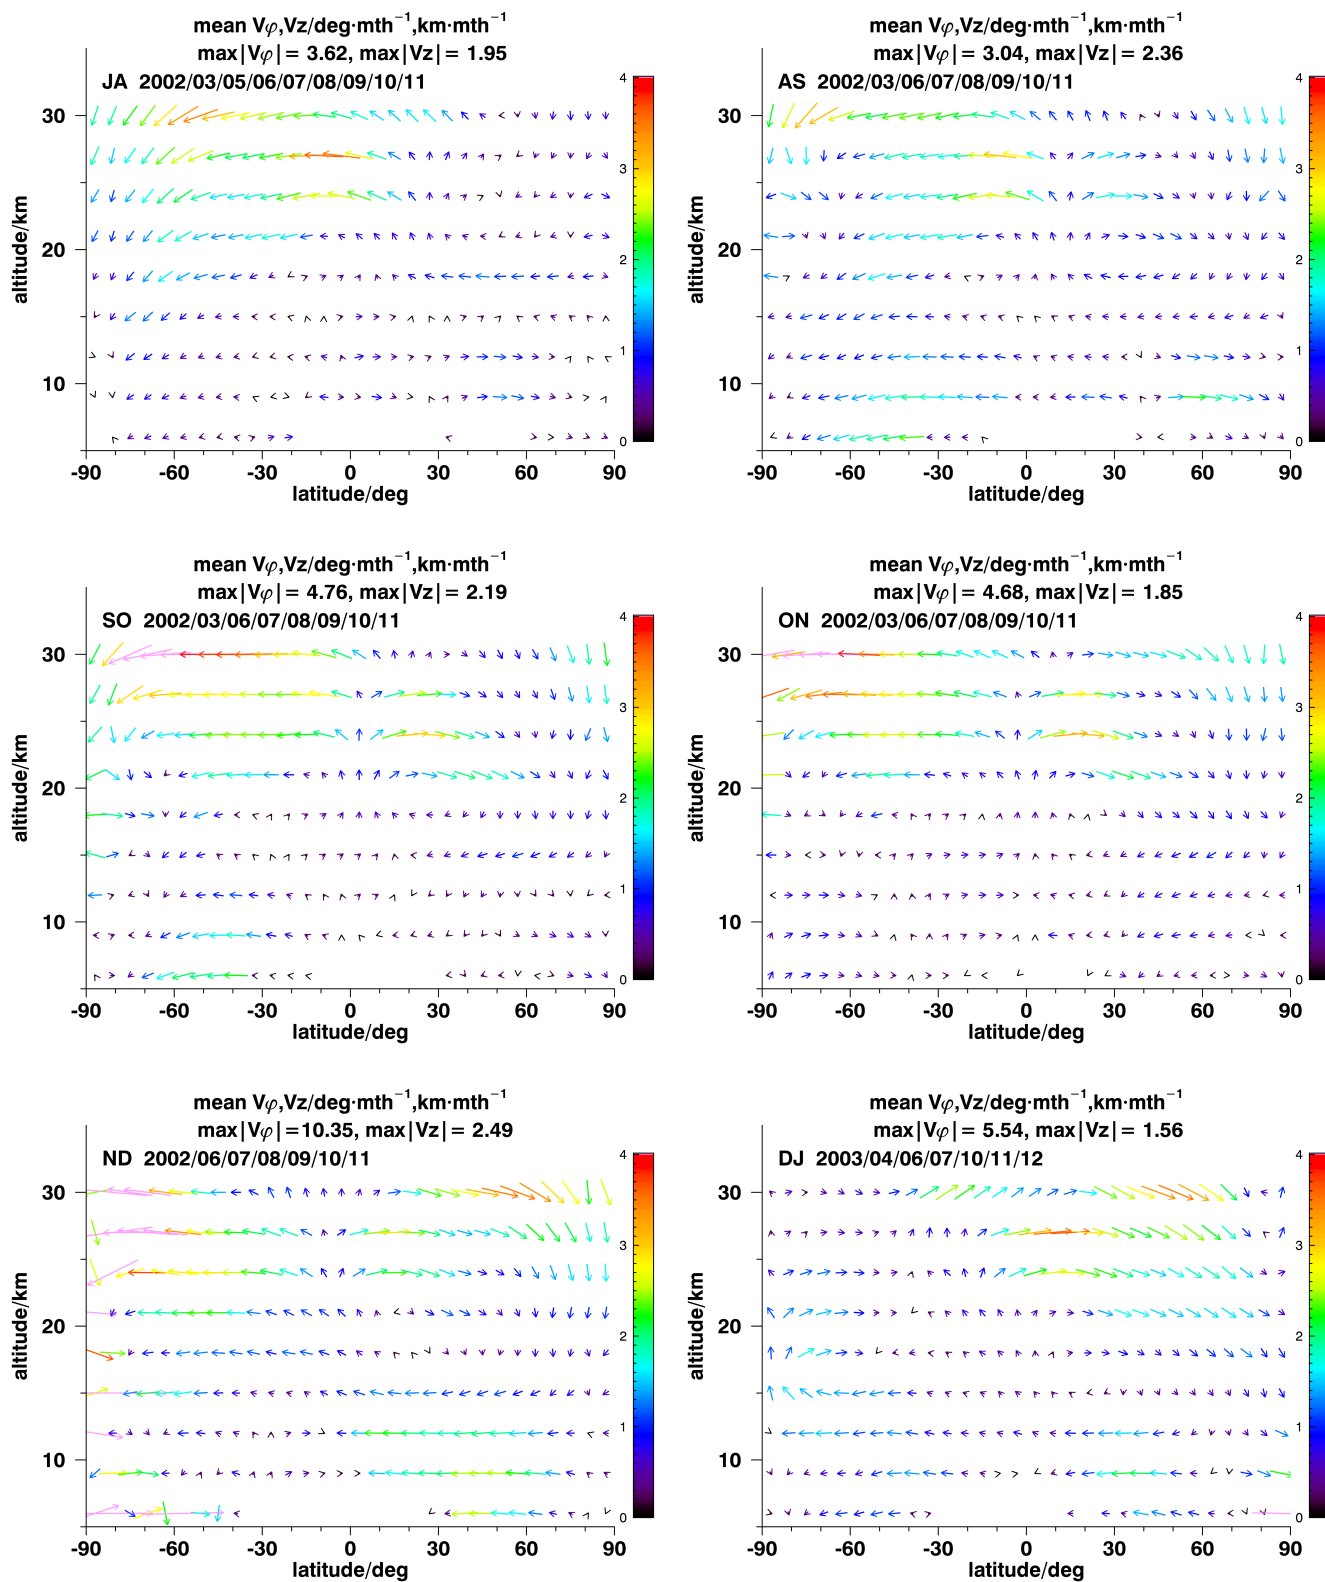 mean Vφ,Vz/deg·mth−1,km·mth−1
max|Vφ|= 3.62, max|Vz|= 1.95
JA 2002/03/05/06/07/08/09/10/11
altitude/km
30
20
10
-90 -60 -30 0 30 60 90
latitude/deg
4
3
2
1
0
mean Vφ,Vz/deg·mth−1,km·mth−1
max|Vφ|= 3.04, max|Vz|= 2.36
AS 2002/03/06/07/08/09/10/11
altitude/km
30
20
10
-90 -60 -30 0 30 60 90
latitude/deg
4
3
2
1
0
mean Vφ,Vz/deg·mth−1,km·mth−1
max|Vφ|= 4.76, max|Vz|= 2.19
SO 2002/03/06/07/08/09/10/11
altitude/km
30
20
10
-90 -60 -30 0 30 60 90
latitude/deg
4
3
2
1
0
mean Vφ,Vz/deg·mth−1,km·mth−1
max|Vφ|= 4.68, max|Vz|= 1.85
ON 2002/03/06/07/08/09/10/11
altitude/km
30
20
10
-90 -60 -30 0 30 60 90
latitude/deg
4
3
2
1
0
mean Vφ,Vz/deg·mth−1,km·mth−1
max|Vφ|=10.35, max|Vz|= 2.49
ND 2002/06/07/08/09/10/11
altitude/km
30
20
10
-90 -60 -30 0 30 60 90
latitude/deg
4
3
2
1
0
mean Vφ,Vz/deg·mth−1,km·mth−1
max|Vφ|= 5.54, max|Vz|= 1.56
DJ 2003/04/06/07/10/11/12
altitude/km
30
20
10
-90 -60 -30 0 30 60 90
latitude/deg
4
3
2
1
0